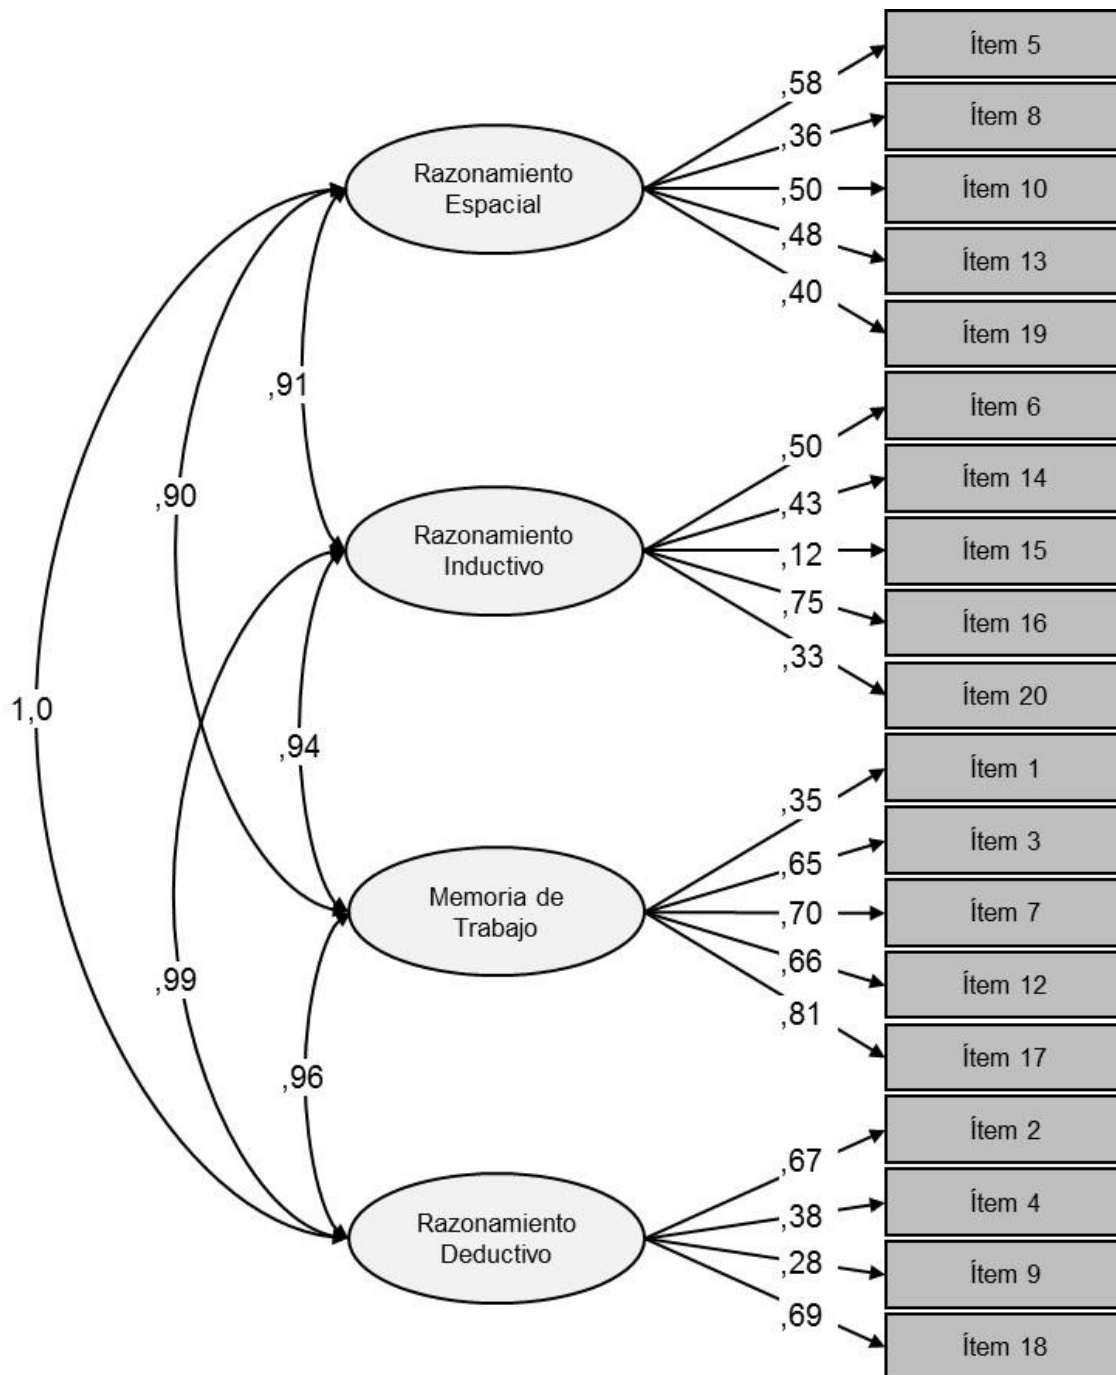 Ítem 5
,58
Ítem 8
,36
Razonamiento
Espacial
Ítem 10
,50
Ítem 13
,48
Ítem 19
,40
,91
Ítem 6
,50
Ítem 14
,43
,90
Razonamiento
Inductivo
Ítem 15
,12
Ítem 16
,75
Ítem 20
,33
1,0
,94
Ítem 1
,35
Ítem 3
,65
Memoria de
Trabajo
Ítem 7
,70
Ítem 12
,66
,99
Ítem 17
,81
,96
Ítem 2
,67
Ítem 4
,38
Razonamiento
Deductivo
Ítem 9
,28
Ítem 18
,69